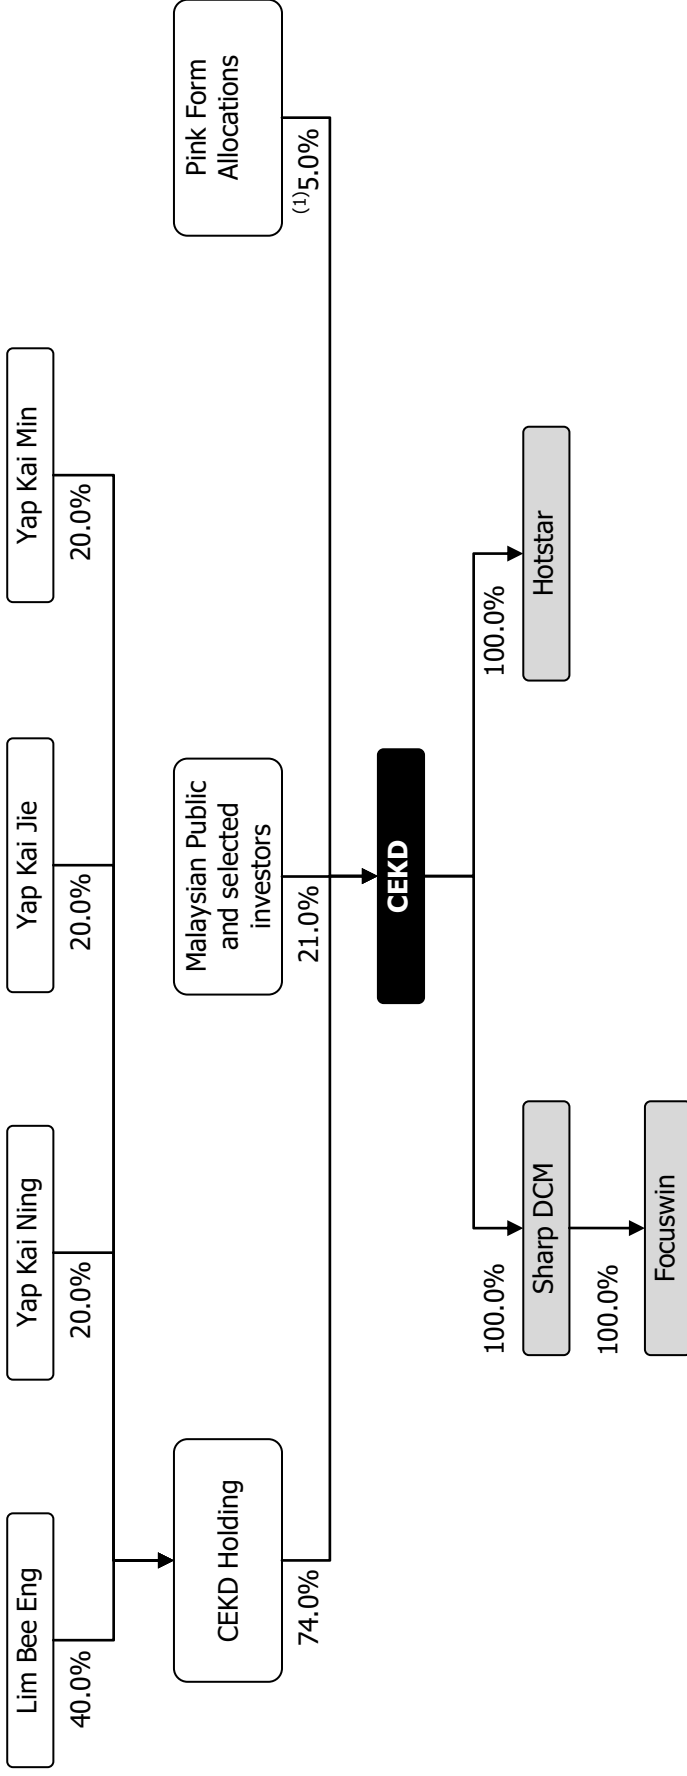 Lim Bee Eng
Yap Kai Ning
Yap Kai Jie
Yap Kai Min
40.0%
20.0%
20.0%
20.0%
CEKD Holding
Malaysian Public
and selected
investors
Pink Form
Allocations
74.0%
21.0%
(1)5.0%
CEKD
100.0%
100.0%
Sharp DCM
Hotstar
100.0%
Focuswin